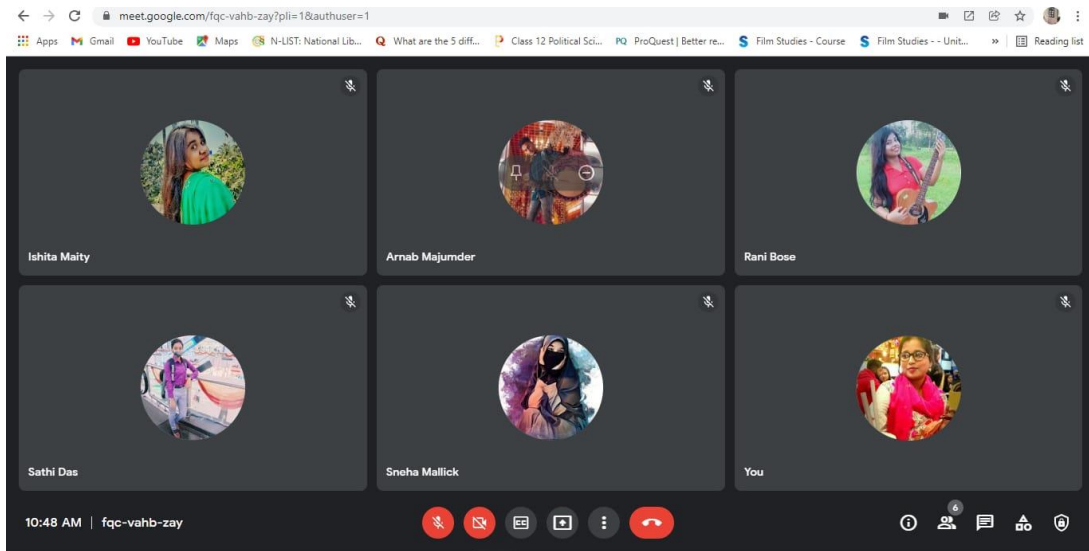 meet.google.com/fqc-vahb-zay?pli=1&authuser=1
Apps Gmail YouTube Maps N-LIST: National Lib... What are the 5 diff... Class 12 Political Sci... ProQuest | Better re... Film Studies - Course Film Studies - - Unit... » Reading list
Ishita Maity Arnab Majumder Rani Bose
Sathi Das Sneha Mallick You
10:48 AM | fqc-vahb-zay CC 6